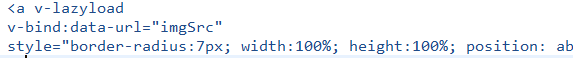 <a v-lazyload
v-bind:data-url="imgSrc"
style="border-radius:7px; width:100%; height:100%; position: ab